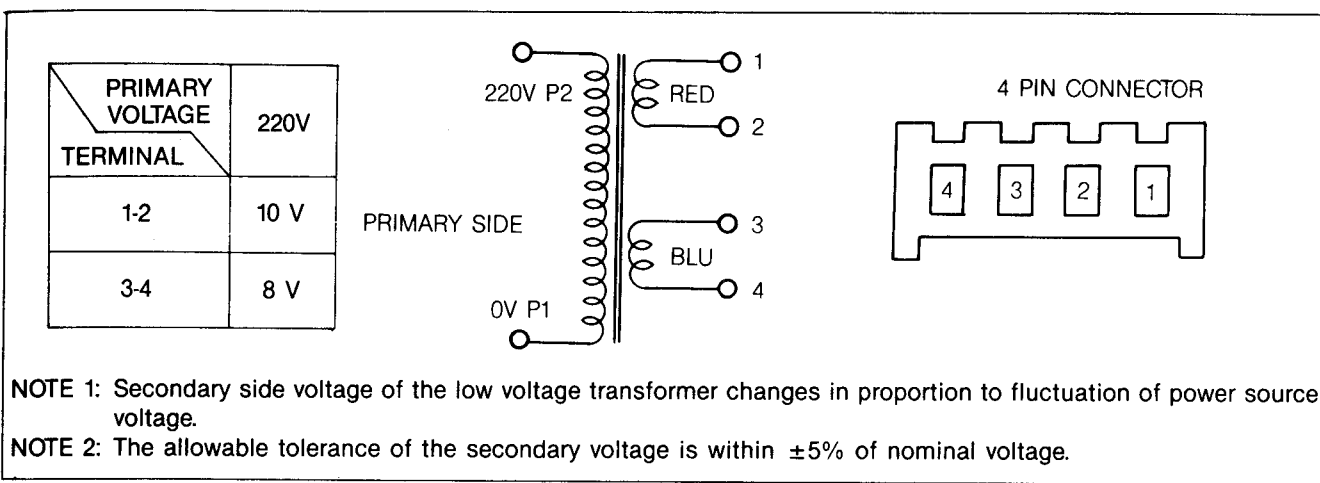 PRIMARY
VOLTAGE
TERMINAL
220V
1-2
10 V
3-4
8 V
PRIMARY SIDE
220V P2
0V P1
1
RED
2
3
BLU
4
4 PIN CONNECTOR
4 3 2 1
NOTE 1: Secondary side voltage of the low voltage transformer changes in proportion to fluctuation of power source
voltage.
NOTE 2: The allowable tolerance of the secondary voltage is within ±5% of nominal voltage.